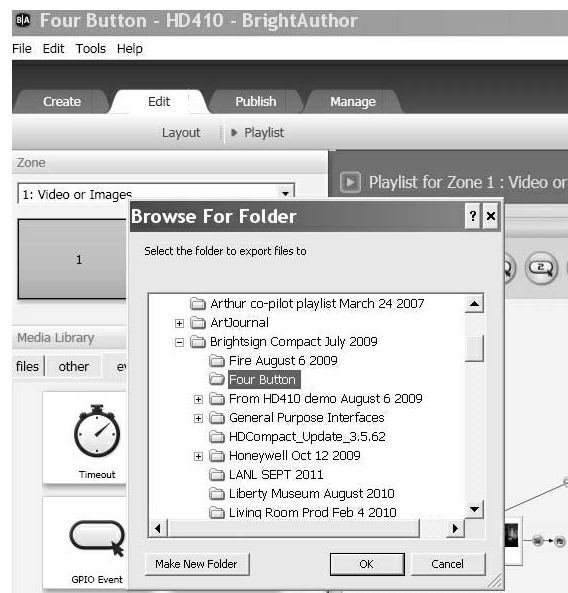 BA Four Button - HD410 - BrightAuthor
File Edit Tools Help
Create Edit Publish Manage
Layout Playlist
Zone
1: Video or Images
Playlist for Zone 1 : Video or
1
Browse For Folder ? ×
Select the folder to export files to
2
Arthur co-pilot playlist March 24 2007
ArtJournal
Brightsign Compact July 2009
Fire August 6 2009
Four Button
From HD410 demo August 6 2009
General Purpose Interfaces
HDCompact_Update_3.5.62
Honeywell Oct 12 2009
LANL SEPT 2011
Liberty Museum August 2010
Living Room Prod Feb 4 2010
Make New Folder OK Cancel
Media Library
files other ev
Timeout
GPIO Event